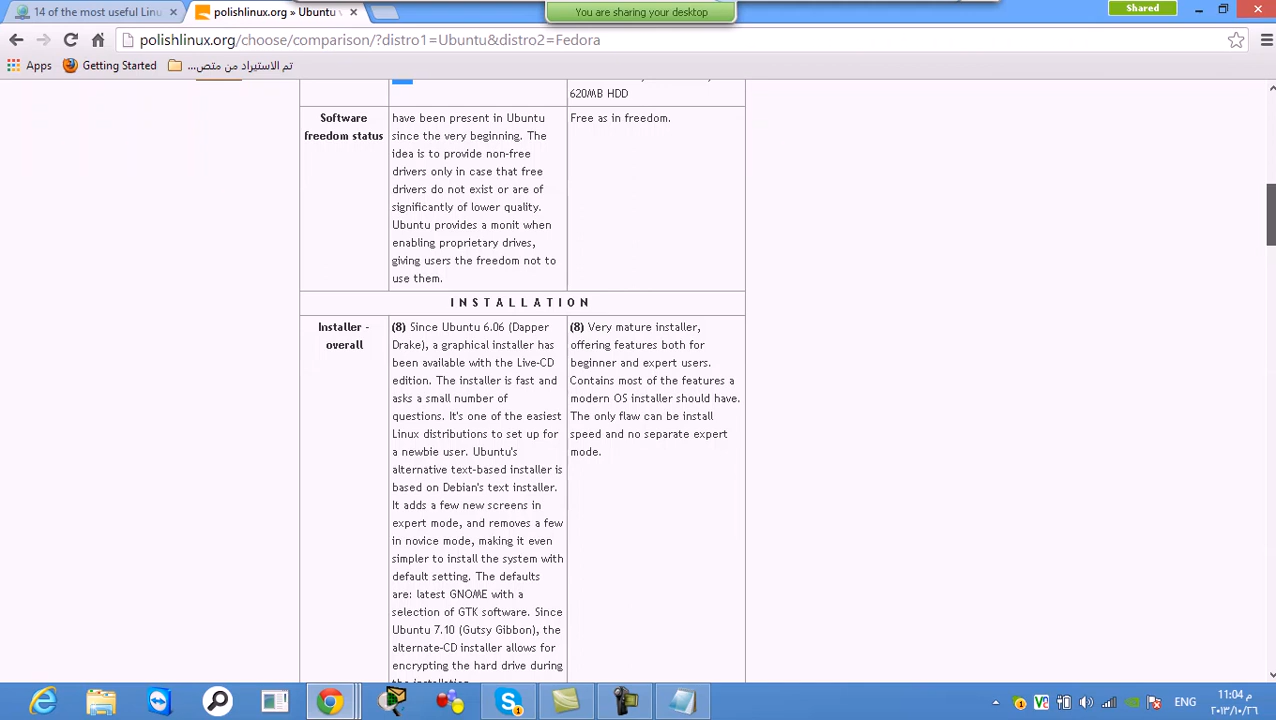 14 of the most useful Linu
polishlinux.org » Ubuntu v
You are sharing your desktop
Shared
polishlinux.org/choose/comparison/?distro1=Ubuntu&distro2=Fedora
Apps
Getting Started
تم الاستيراد من متص...
620MB HDD
Software
freedom status
have been present in Ubuntu
since the very beginning. The
idea is to provide non-free
drivers only in case that free
drivers do not exist or are of
significantly of lower quality.
Ubuntu provides a monit when
enabling proprietary drives,
giving users the freedom not to
use them.
Free as in freedom.
INSTALLATION
Installer -
overall
(8) Since Ubuntu 6.06 (Dapper
Drake), a graphical installer has
been available with the Live-CD
edition. The installer is fast and
asks a small number of
questions. It's one of the easiest
Linux distributions to set up for
a newbie user. Ubuntu's
alternative text-based installer is
based on Debian's text installer.
It adds a few new screens in
expert mode, and removes a few
in novice mode, making it even
simpler to install the system with
default setting. The defaults
are: latest GNOME with a
selection of GTK software. Since
Ubuntu 7.10 (Gutsy Gibbon), the
alternate-CD installer allows for
encrypting the hard drive during
(8) Very mature installer,
offering features both for
beginner and expert users.
Contains most of the features a
modern OS installer should have.
The only flaw can be install
speed and no separate expert
mode.
ENG
11:04 م
٢٠١٣/١٠/٢٦